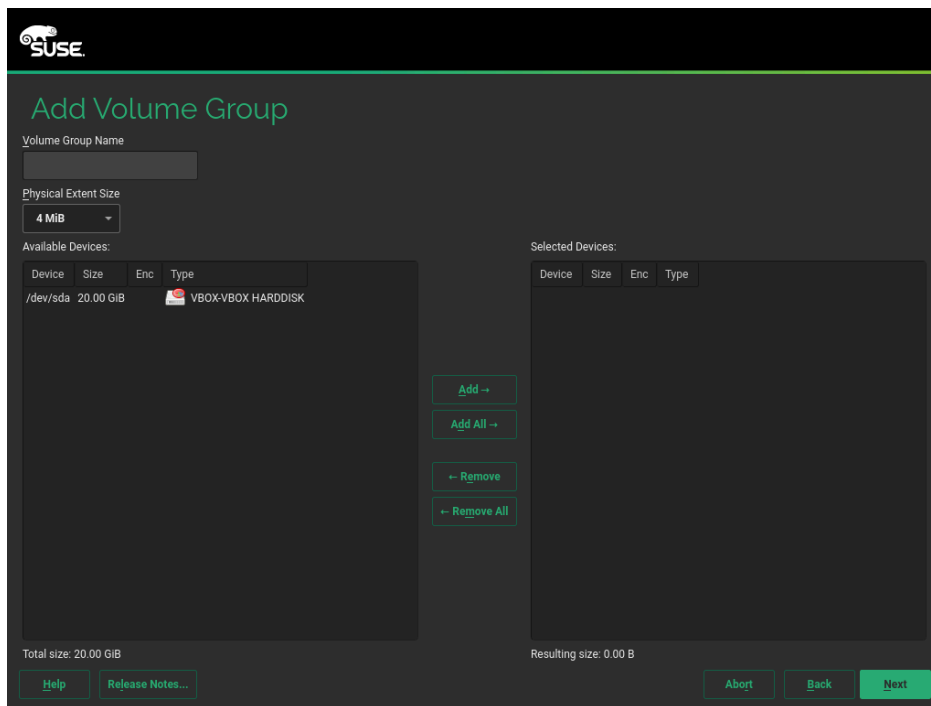 SUSE.
Add Volume Group
Volume Group Name
Physical Extent Size
4 MiB
Available Devices:
Device Size Enc Type
/dev/sda 20.00 GiB VBOX-VBOX HARDDISK
Total size: 20.00 GiB
Add →
Add All →
← Remove
← Remove All
Selected Devices:
Device Size Enc Type
Resulting size: 0.00 B
Help Release Notes... Abort Back Next